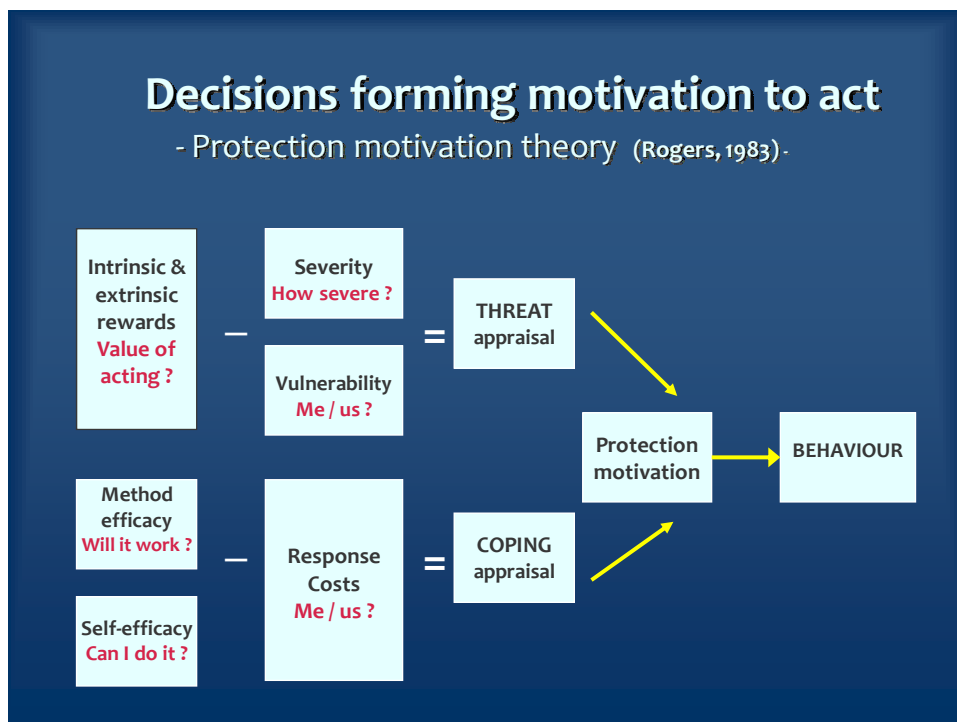 Decisions forming motivation to act
- Protection motivation theory (Rogers, 1983) -
Intrinsic &
extrinsic
rewards
Value of
acting ?
–
Severity
How severe ?
Vulnerability
Me / us ?
=
THREAT
appraisal
Protection
motivation
BEHAVIOUR
Method
efficacy
Will it work ?
Self-efficacy
Can I do it ?
–
Response
Costs
Me / us ?
=
COPING
appraisal